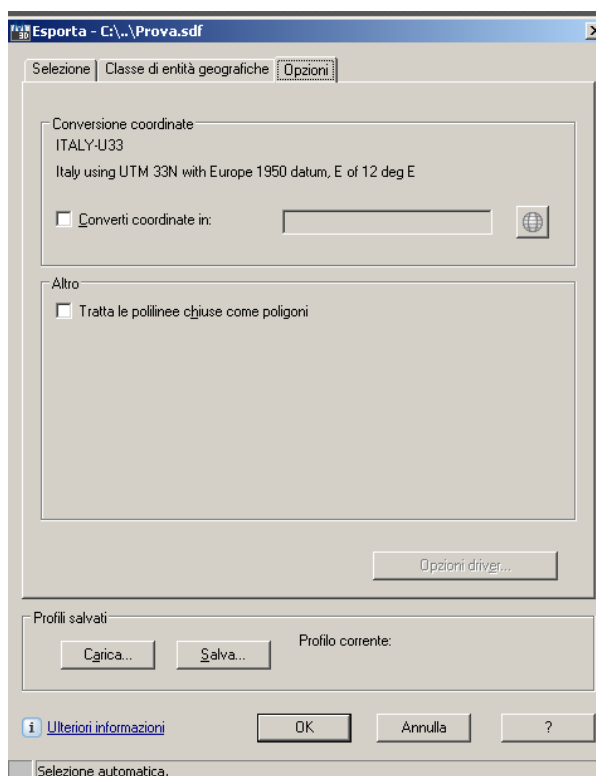 Esporta - C:\..\Prova.sdf
Selezione Classe di entità geografiche Opzioni
Conversione coordinate
ITALY-U33
Italy using UTM 33N with Europe 1950 datum, E of 12 deg E
Converti coordinate in:
Altro
Tratta le polilinee chiuse come poligoni
Opzioni driver...
Profili salvati
Carica... Salva... Profilo corrente:
i Ulteriori informazioni OK Annulla ?
Selezione automatica.